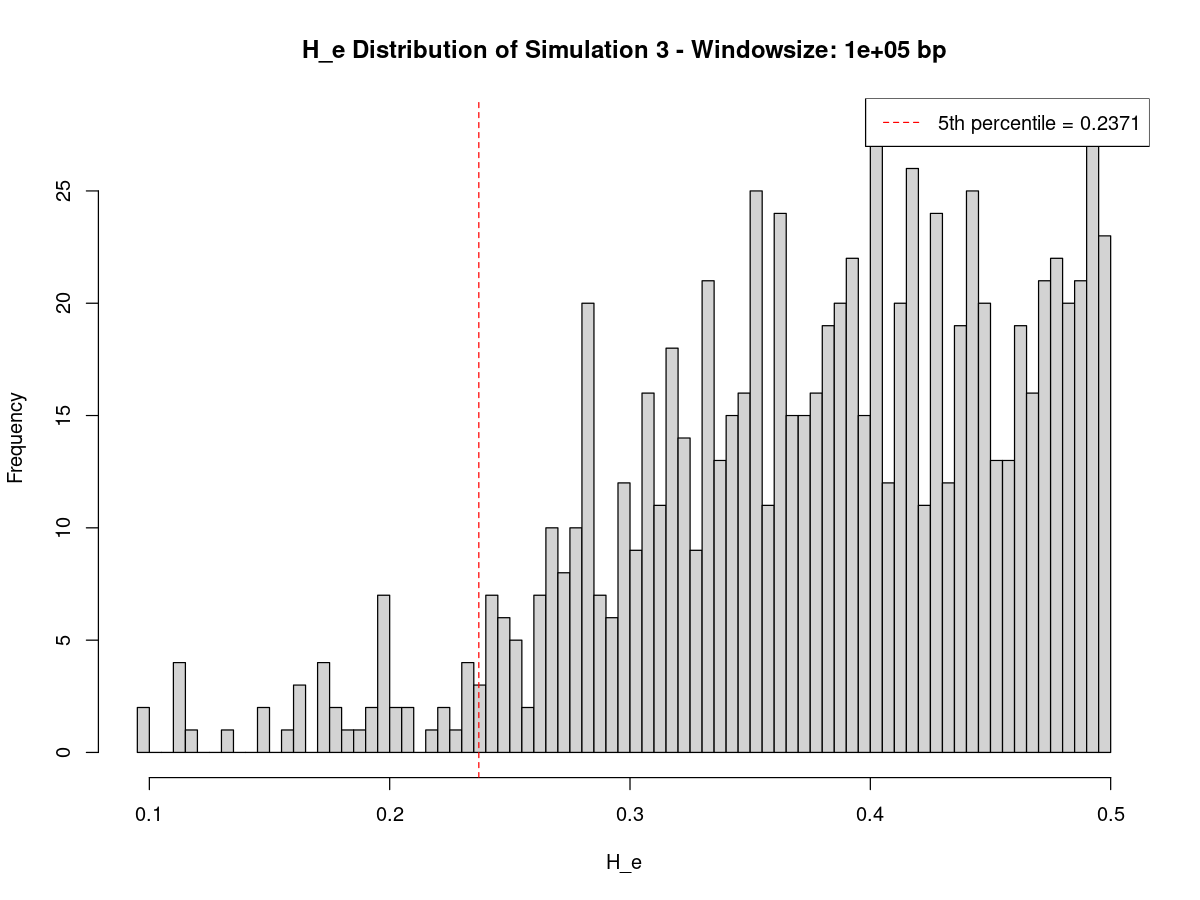 H_e Distribution of Simulation 3 - Windowsize: 1e+05 bp
5th percentile = 0.2371
Frequency
25
20
15
10
5
0
0.1 0.2 0.3 0.4 0.5
H_e